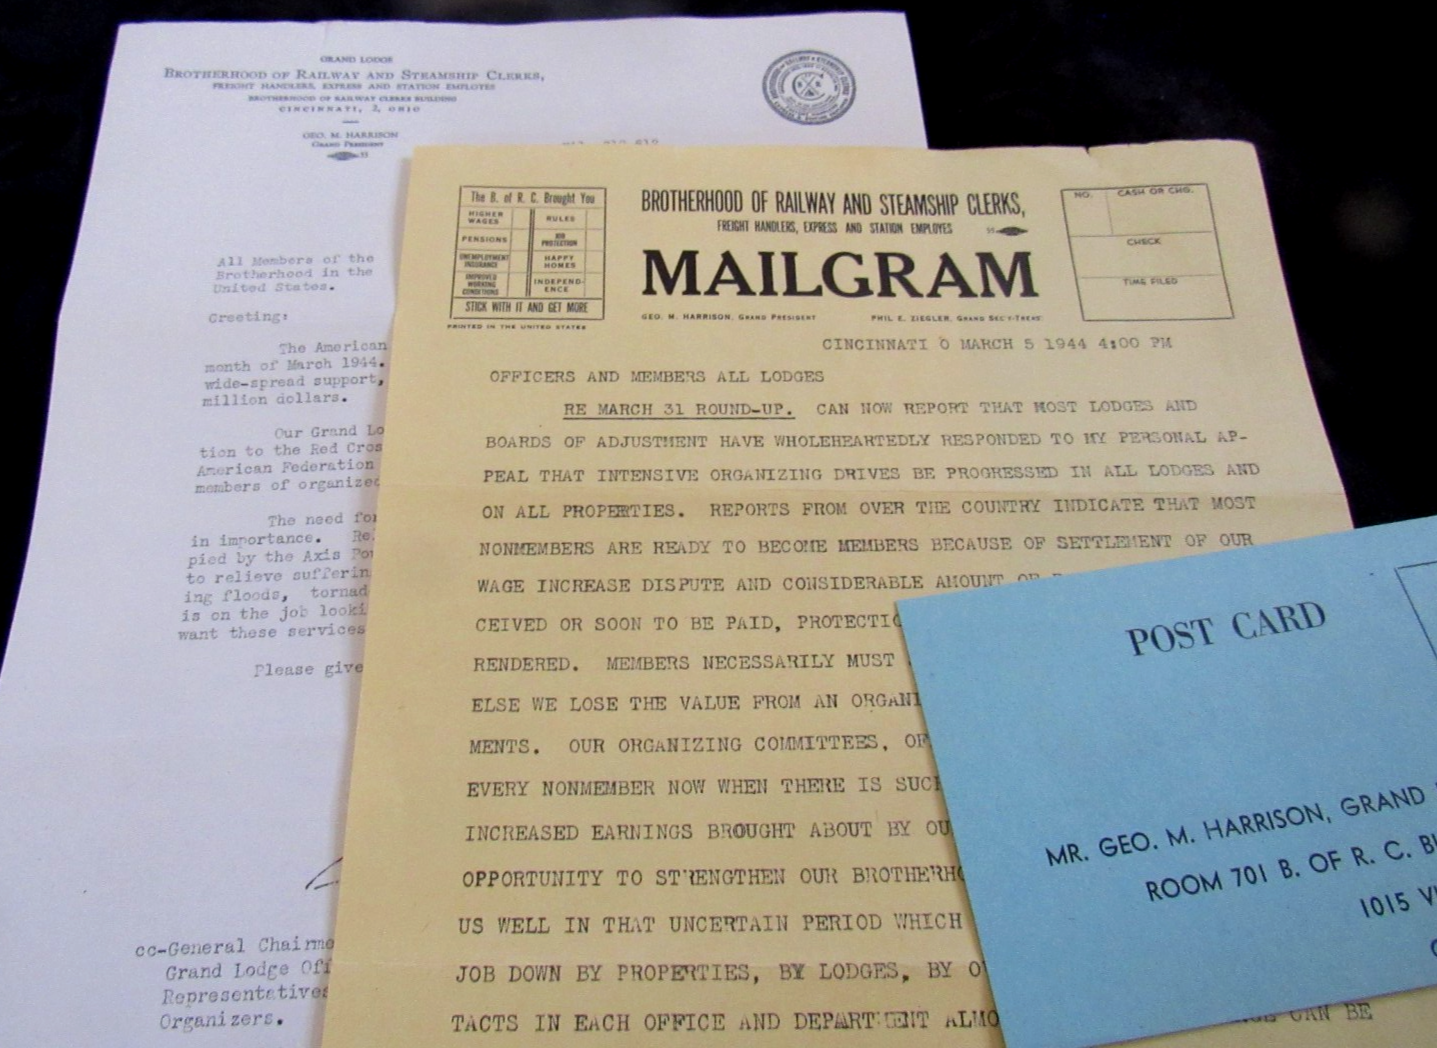 GRAND LODGE
BROTHERHOOD OF RAILWAY AND STEAMSHIP CLERKS,
FREIGHT HANDLERS, EXPRESS AND STATION EMPLOYES
BROTHERHOOD OF RAILWAY CLERKS BUILDING
CINCINNATI, 2, OHIO
GEO. M. HARRISON
GRAND PRESIDENT
All Members of the
Brotherhood in the
United States.
Greeting:
The American
month of March 1944.
wide-spread support,
million dollars.
Our Grand Lo
tion to the Red Cros
American Federation
members of organized
The need for
in importance. Re
pied by the Axis Po
to relieve sufferin
ing floods, tornad
is on the job looki
want these services
Please give
cc-General Chairme
Grand Lodge Offi
Representatives
Organizers.
The B. of R. C. Brought You
HIGHER WAGES
RULES
PENSIONS
JOB PROTECTION
UNEMPLOYMENT INSURANCE
HAPPY HOMES
IMPROVED WORKING CONDITIONS
INDEPEND-ENCE
STICK WITH IT AND GET MORE
PRINTED IN THE UNITED STATES
BROTHERHOOD OF RAILWAY AND STEAMSHIP CLERKS,
FREIGHT HANDLERS, EXPRESS AND STATION EMPLOYES
MAILGRAM
GEO. M. HARRISON, GRAND PRESIDENT
PHIL E. ZIEGLER, GRAND SEC'Y-TREAS
NO.
CASH OR CHG.
CHECK
TIME FILED
CINCINNATI O MARCH 5 1944 4:00 PM
OFFICERS AND MEMBERS ALL LODGES
RE MARCH 31 ROUND-UP. CAN NOW REPORT THAT MOST LODGES AND
BOARDS OF ADJUSTMENT HAVE WHOLEHEARTEDLY RESPONDED TO MY PERSONAL AP-
PEAL THAT INTENSIVE ORGANIZING DRIVES BE PROGRESSED IN ALL LODGES AND
ON ALL PROPERTIES. REPORTS FROM OVER THE COUNTRY INDICATE THAT MOST
NONMEMBERS ARE READY TO BECOME MEMBERS BECAUSE OF SETTLEMENT OF OUR
WAGE INCREASE DISPUTE AND CONSIDERABLE AMOUNT OF
CEIVED OR SOON TO BE PAID, PROTECTIO
RENDERED. MEMBERS NECESSARILY MUST
ELSE WE LOSE THE VALUE FROM AN ORGANI
MENTS. OUR ORGANIZING COMMITTEES, OF
EVERY NONMEMBER NOW WHEN THERE IS SUCH
INCREASED EARNINGS BROUGHT ABOUT BY OU
OPPORTUNITY TO STRENGTHEN OUR BROTHERHO
US WELL IN THAT UNCERTAIN PERIOD WHICH
JOB DOWN BY PROPERTIES, BY LODGES, BY O
TACTS IN EACH OFFICE AND DEPARTMENT ALMO
CAN BE
POST CARD
MR. GEO. M. HARRISON, GRAND
ROOM 701 B. OF R. C. B
1015 V